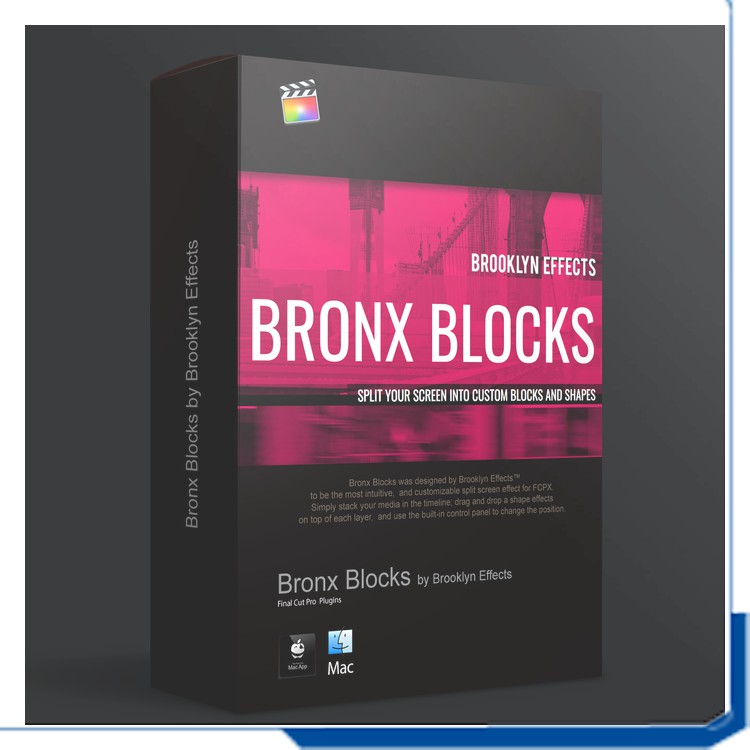 BROOKLYN EFFECTS
BRONX BLOCKS
SPLIT YOUR SCREEN INTO CUSTOM BLOCKS AND SHAPES
Bronx Blocks was designed by Brooklyn Effects™
to be the most intuitive, and customizable split screen effect for FCPX.
Simply stack your media in the timeline, drag and drop a shape effects
on top of each layer, and use the built-in control panel to change the position.
Bronx Blocks by Brooklyn Effects
Final Cut Pro Plugins
Mac App
Mac
Bronx Blocks by Brooklyn Effects